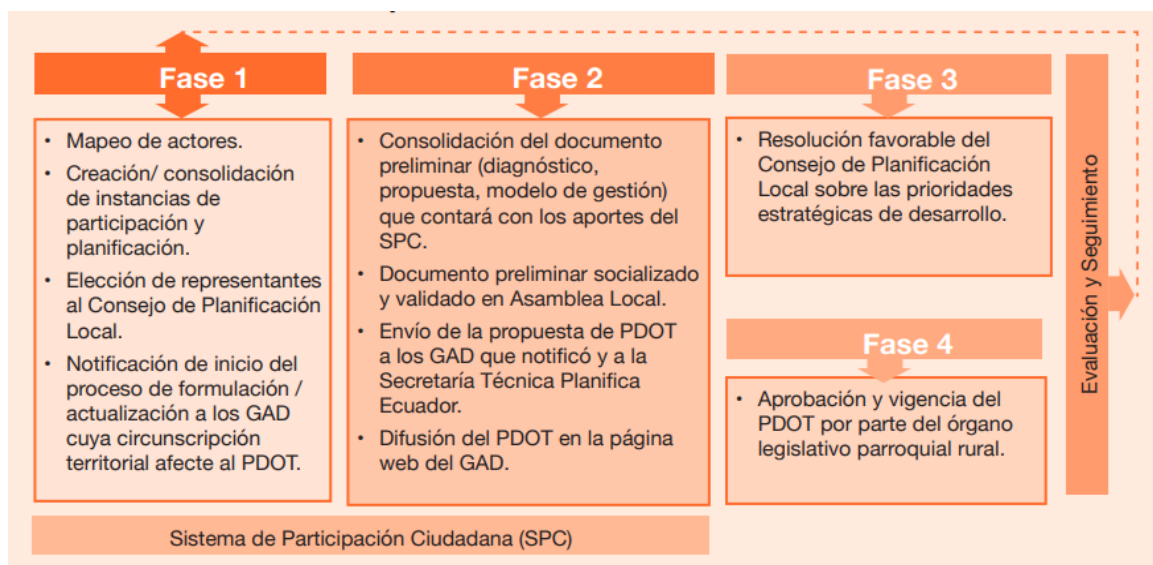 Fase 1
• Mapeo de actores.
• Creación/ consolidación
de instancias de
participación y
planificación.
• Elección de representantes
al Consejo de Planificación
Local.
• Notificación de inicio del
proceso de formulación /
actualización a los GAD
cuya circunscripción
territorial afecte al PDOT.
Fase 2
• Consolidación del documento
preliminar (diagnóstico,
propuesta, modelo de gestión)
que contará con los aportes del
SPC.
• Documento preliminar socializado
y validado en Asamblea Local.
• Envío de la propuesta de PDOT
a los GAD que notificó y a la
Secretaría Técnica Planifica
Ecuador.
• Difusión del PDOT en la página
web del GAD.
Sistema de Participación Ciudadana (SPC)
Fase 3
• Resolución favorable del
Consejo de Planificación
Local sobre las prioridades
estratégicas de desarrollo.
Fase 4
• Aprobación y vigencia del
PDOT por parte del órgano
legislativo parroquial rural.
Evaluación y Seguimiento